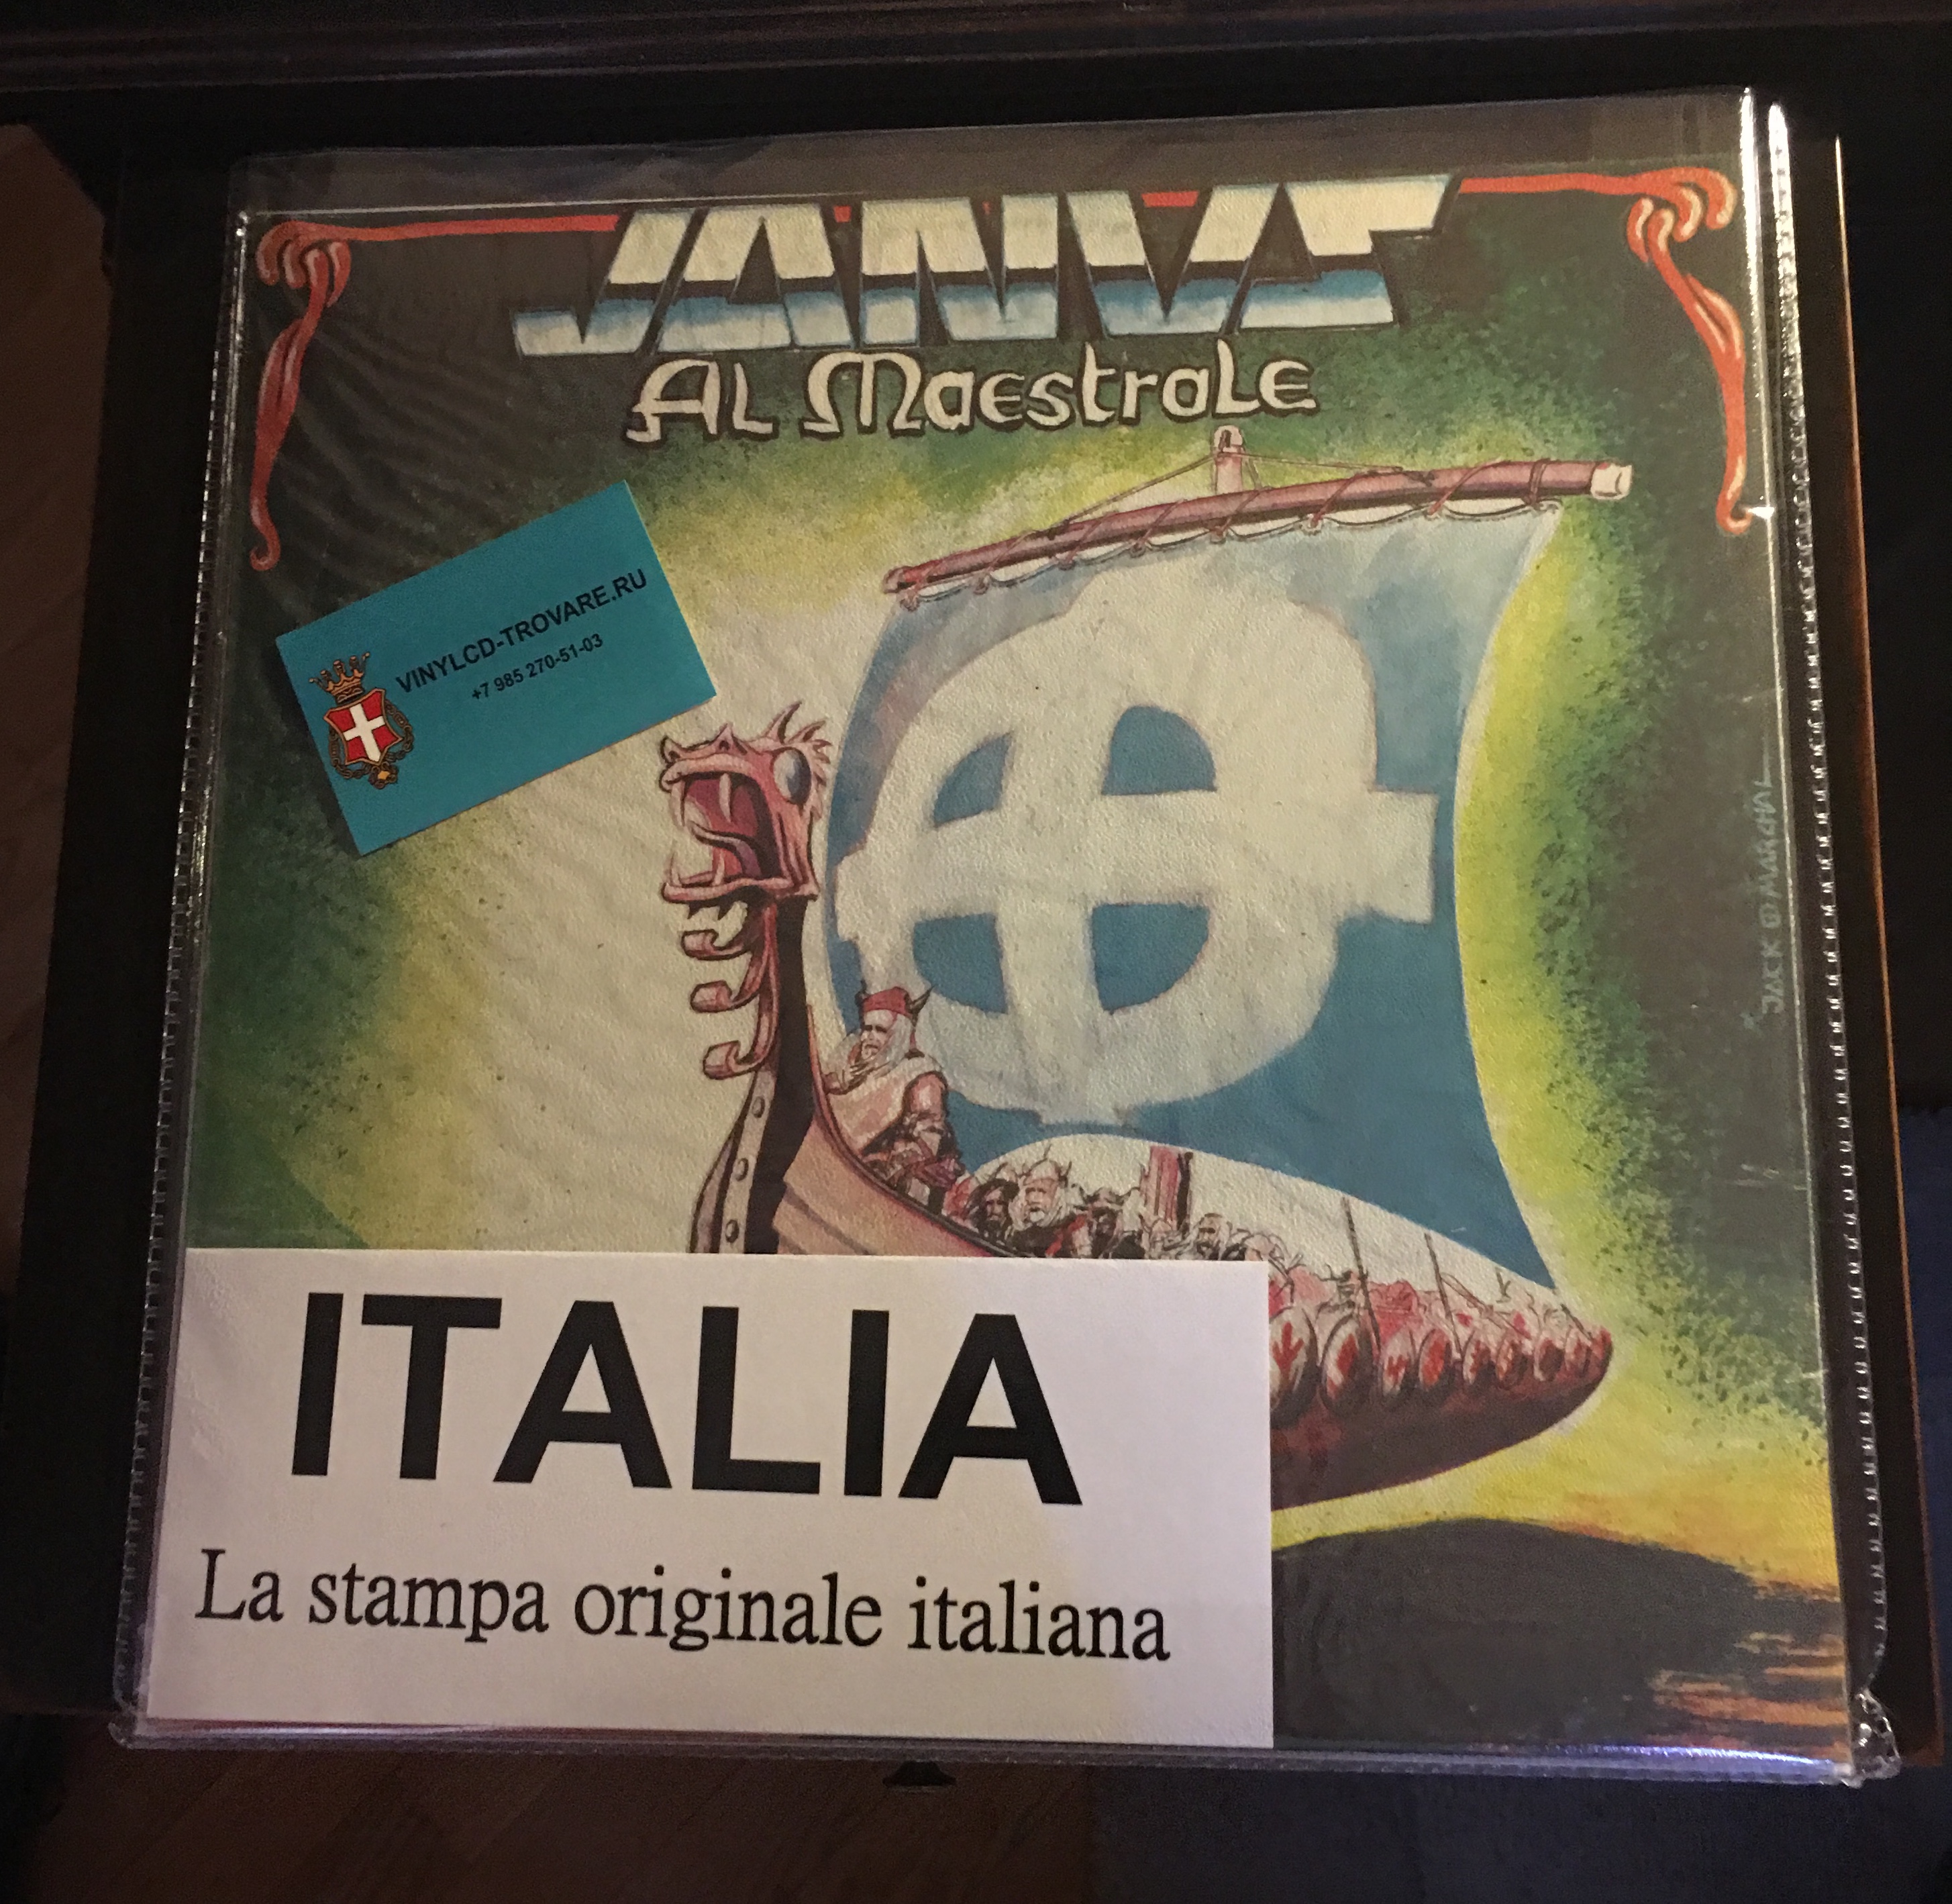 JANUS
AL MaestraLE
VINYLCD-TROVARE.RU
+7 985 270-51-03
JACK MARCHAL
ITALIA
La stampa originale italiana